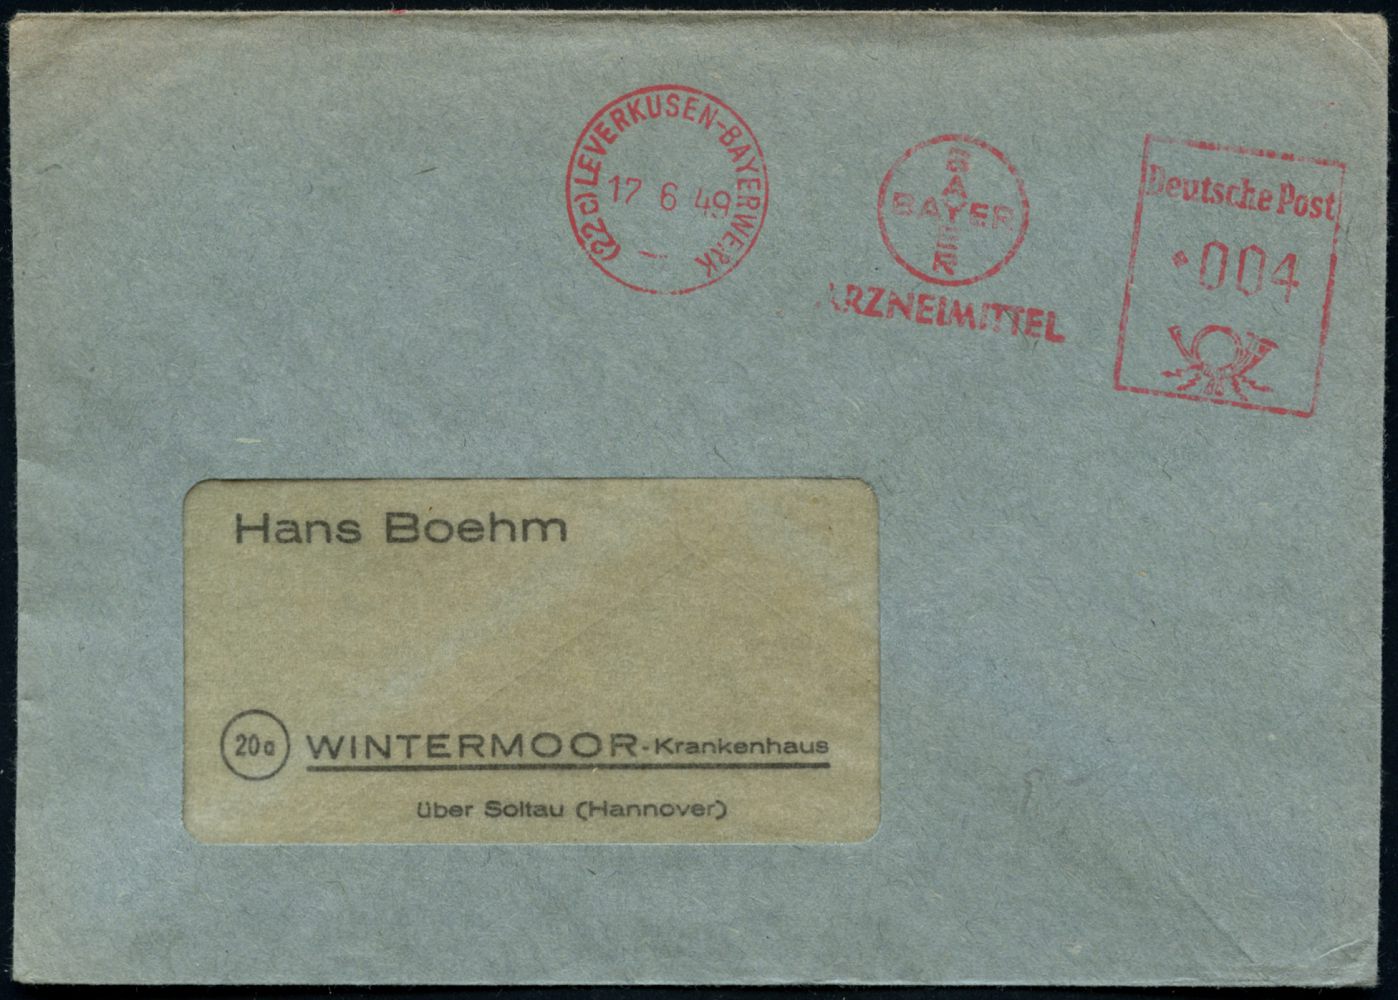 (22c) LEVERKUSEN-BAYERWERK
17 6 49
BAYER
BAYER
ARZNEIMITTEL
Deutsche Post
004
Hans Boehm
20a WINTERMOOR-Krankenhaus
über Soltau (Hannover)